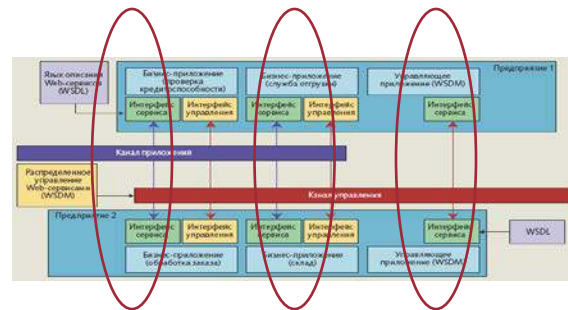 Предприятие 1
Язык описания
Web-сервисов
(WSDL)
Бизнес-приложение
(проверка
кредитоспособности)
Бизнес-приложение
(служба отгрузки)
Управляющее
приложение (WSDM)
Интерфейс
сервиса
Интерфейс
управления
Интерфейс
сервиса
Интерфейс
управления
Интерфейс
сервиса
Канал приложения
Распределенное
управление
Web-сервисами
(WSDM)
Канал управления
Предприятие 2
Интерфейс
сервиса
Интерфейс
управления
Интерфейс
сервиса
Интерфейс
управления
Интерфейс
сервиса
WSDL
Бизнес-приложение
(обработка заказа)
Бизнес-приложение
(склад)
Управляющее
приложение (WSDM)